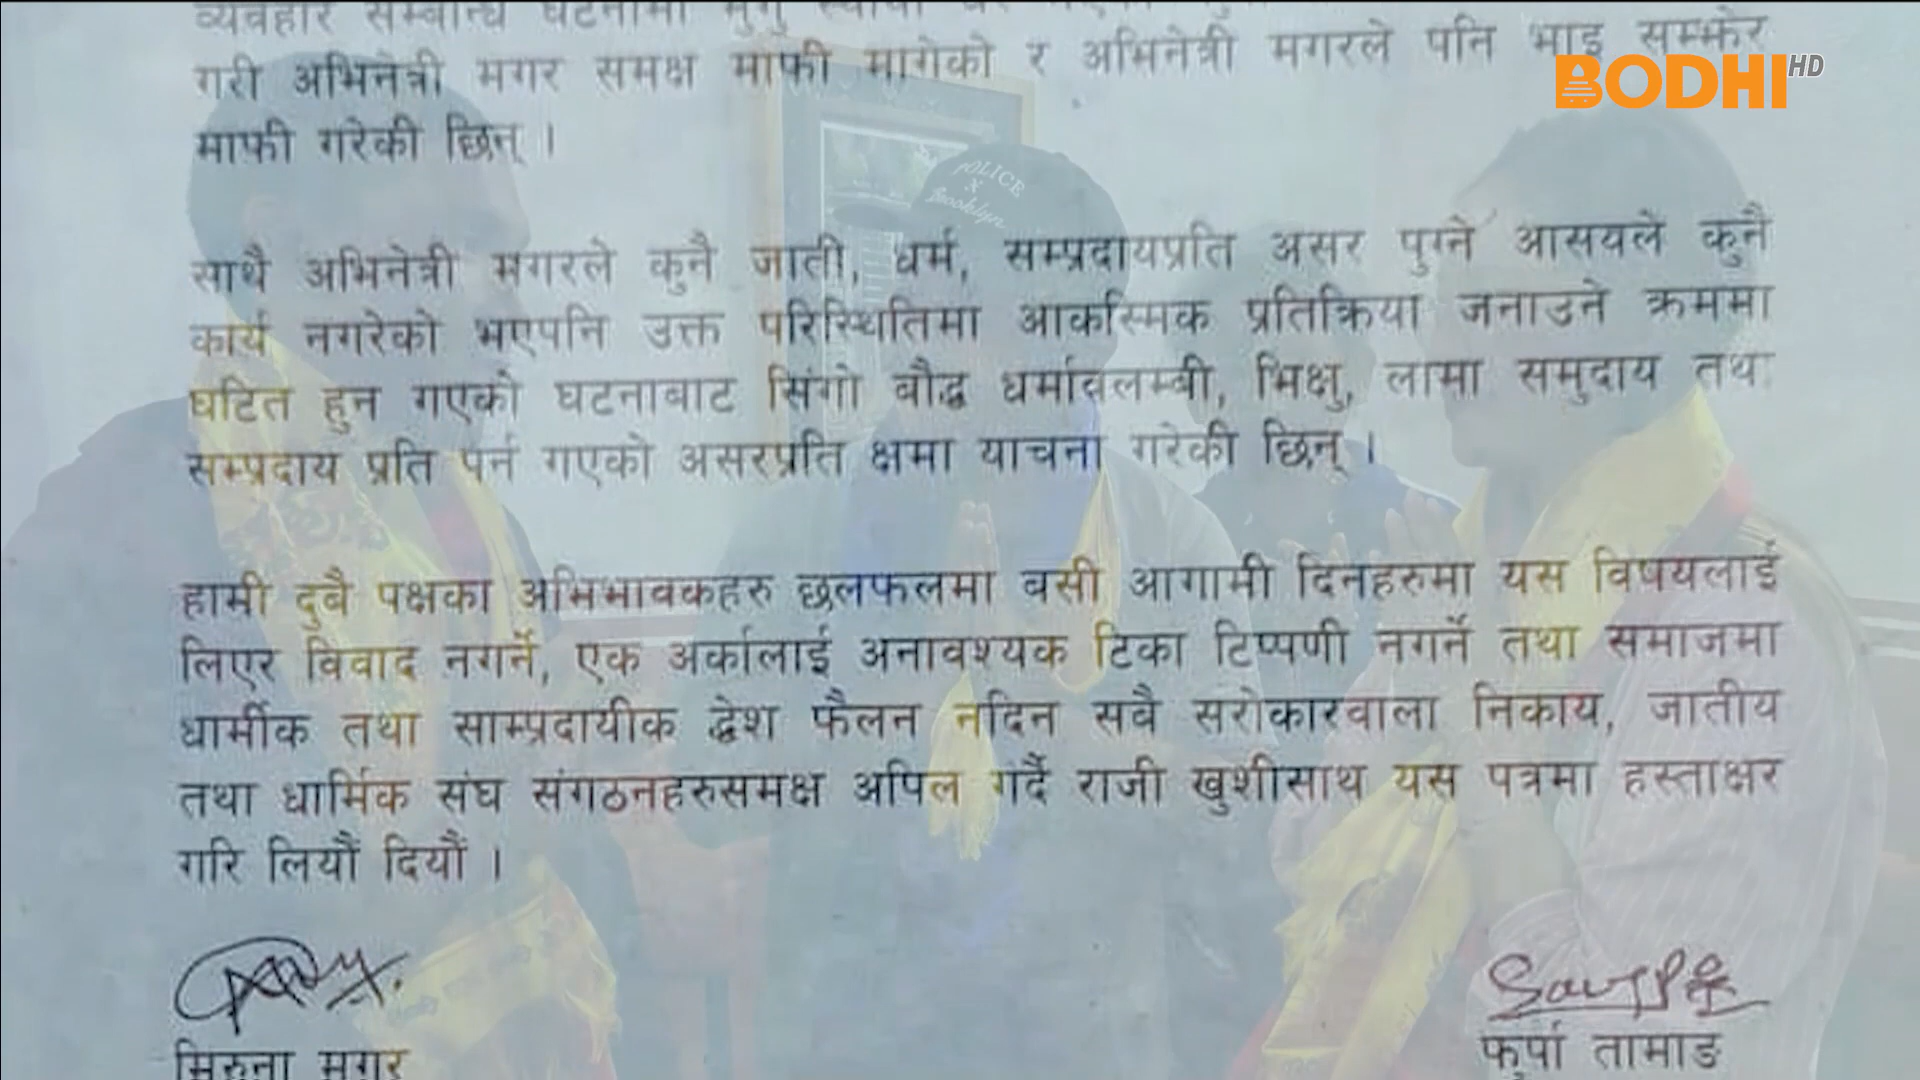 व्यवहार सम्बन्धि घटनामा
गरी अभिनेत्री मगर समक्ष माफी मागेको र अभिनेत्री मगरले पनि भाइ सम्झेर
माफी गरेकी छिन् ।
साथै अभिनेत्री मगरले कुनै जाती, धर्म, सम्प्रदायप्रति असर पुग्ने आसयले कुनै
कार्य नगरेको भएपनि उक्त परिस्थितिमा आकस्मिक प्रतिक्रिया जनाउने क्रममा
घटित हुन गएको घटनाबाट सिंगो बौद्ध धर्मावलम्बी, भिक्षु, लामा समुदाय तथा
सम्प्रदाय प्रति पर्न गएको असरप्रति क्षमा याचना गरेकी छिन् ।
हामी दुबै पक्षका अभिभावकहरु छलफलमा बसी आगामी दिनहरुमा यस विषयलाई
लिएर विवाद नगर्ने, एक अर्कालाई अनावश्यक टिका टिप्पणी नगर्ने तथा समाजमा
धार्मीक तथा साम्प्रदायीक द्धेश फैलन नदिन सबै सरोकारवाला निकाय, जातीय
तथा धार्मिक संघ संगठनहरुसमक्ष अपिल गर्दै राजी खुशीसाथ यस पत्रमा हस्ताक्षर
गरि लियौं दियौं ।
मिरुना मगर
फुर्पा तामाङ
BODHI HD
POLICE
X
Brooklyn